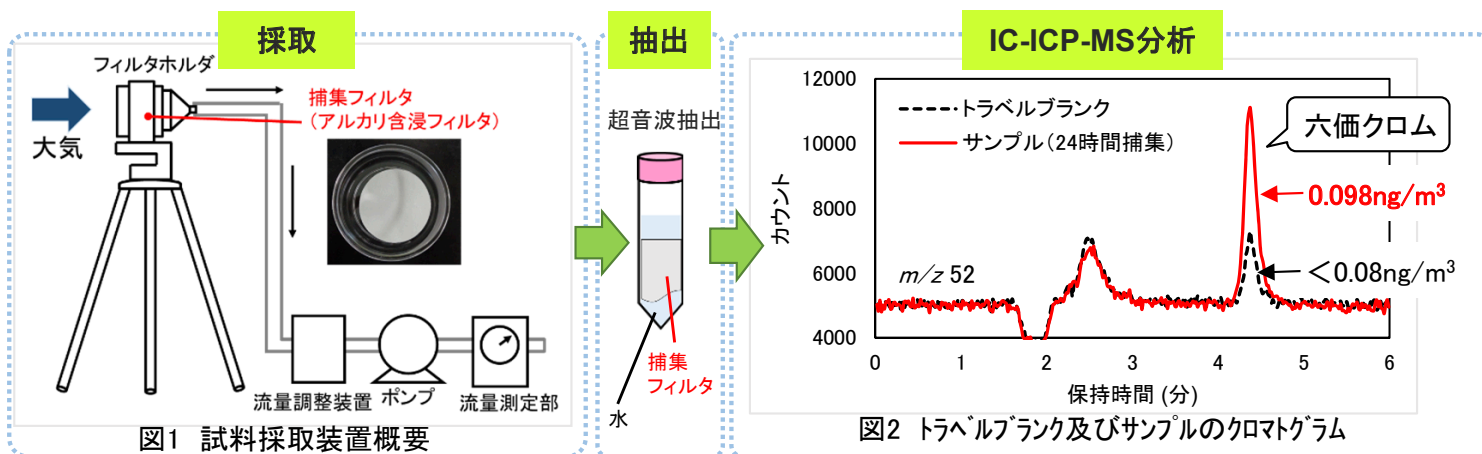 採取
フィルタホルダ
捕集フィルタ
（アルカリ含浸フィルタ）
大気
流量調整装置
ポンプ
流量測定部
図1 試料採取装置概要
抽出
超音波抽出
捕集
フィルタ
水
IC-ICP-MS分析
12000
10000
8000
6000
4000
カウント
トラベルブランク
サンプル（24時間捕集）
六価クロム
0.098ng/m³
＜0.08ng/m³
m/z 52
0 1 2 3 4 5 6
保持時間 (分)
図2 トラベルブランク及びサンプルのクロマトグラム